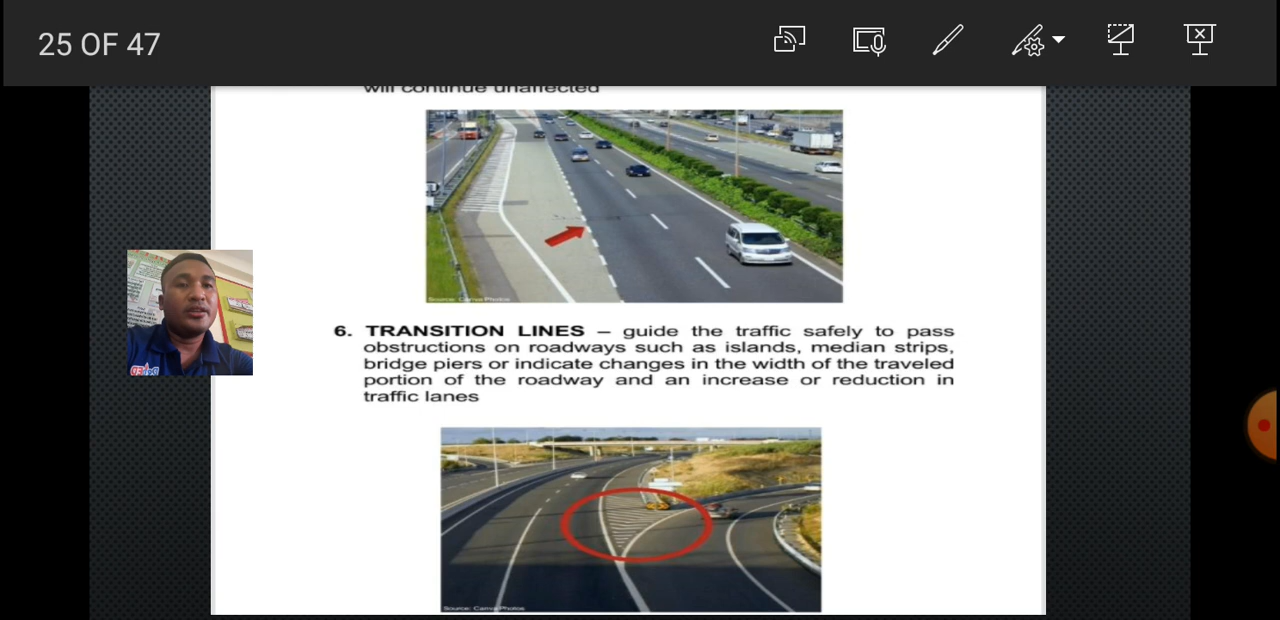 25 OF 47
will continue unaffected
Source: Canva Photos
6. TRANSITION LINES – guide the traffic safely to pass
obstructions on roadways such as islands, median strips,
bridge piers or indicate changes in the width of the traveled
portion of the roadway and an increase or reduction in
traffic lanes
Source: Canva Photos